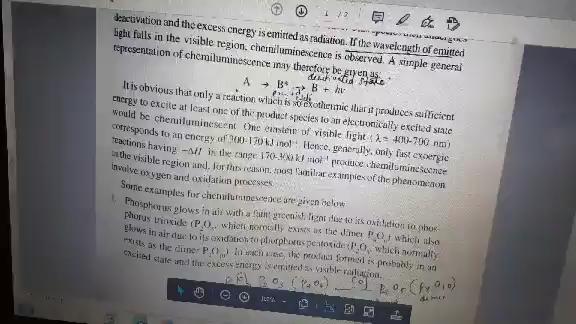 deactivation and the excess energy is emitted as radiation. If the wavelength of emitted
light falls in the visible region, chemiluminescence is observed. A simple general
representation of chemiluminescence may therefore be given as:
deactivated state
A → B* → B + hν
It is obvious that only a reaction which is so exothermic that it produces sufficient
energy to excite at least one of the product species to an electronically excited state
would be chemiluminescent. One einstein of visible light (λ = 400-700 nm)
corresponds to an energy of 300-170 kJ mol⁻¹. Hence, generally, only fast exoergic
reactions having −ΔH in the range 170-300 kJ mol⁻¹ produce chemiluminescence
in the visible region and, for this reason, most familiar examples of the phenomenon
involve oxygen and oxidation processes.
Some examples for chemiluminescence are given below
1. Phosphorus glows in air with a faint greenish light due to its oxidation to phos-
phorus trioxide (P₂O₃, which normally exists as the dimer P₄O₆) which also
glows in air due to its oxidation to phosphorus pentoxide (P₂O₅, which normally
exists as the dimer P₄O₁₀). In each case, the product formed is probably in an
excited state and the excess energy is emitted as visible radiation.
P₂O₃ (P₄O₆) [O] P₂O₅ (P₄O₁₀)
dimer